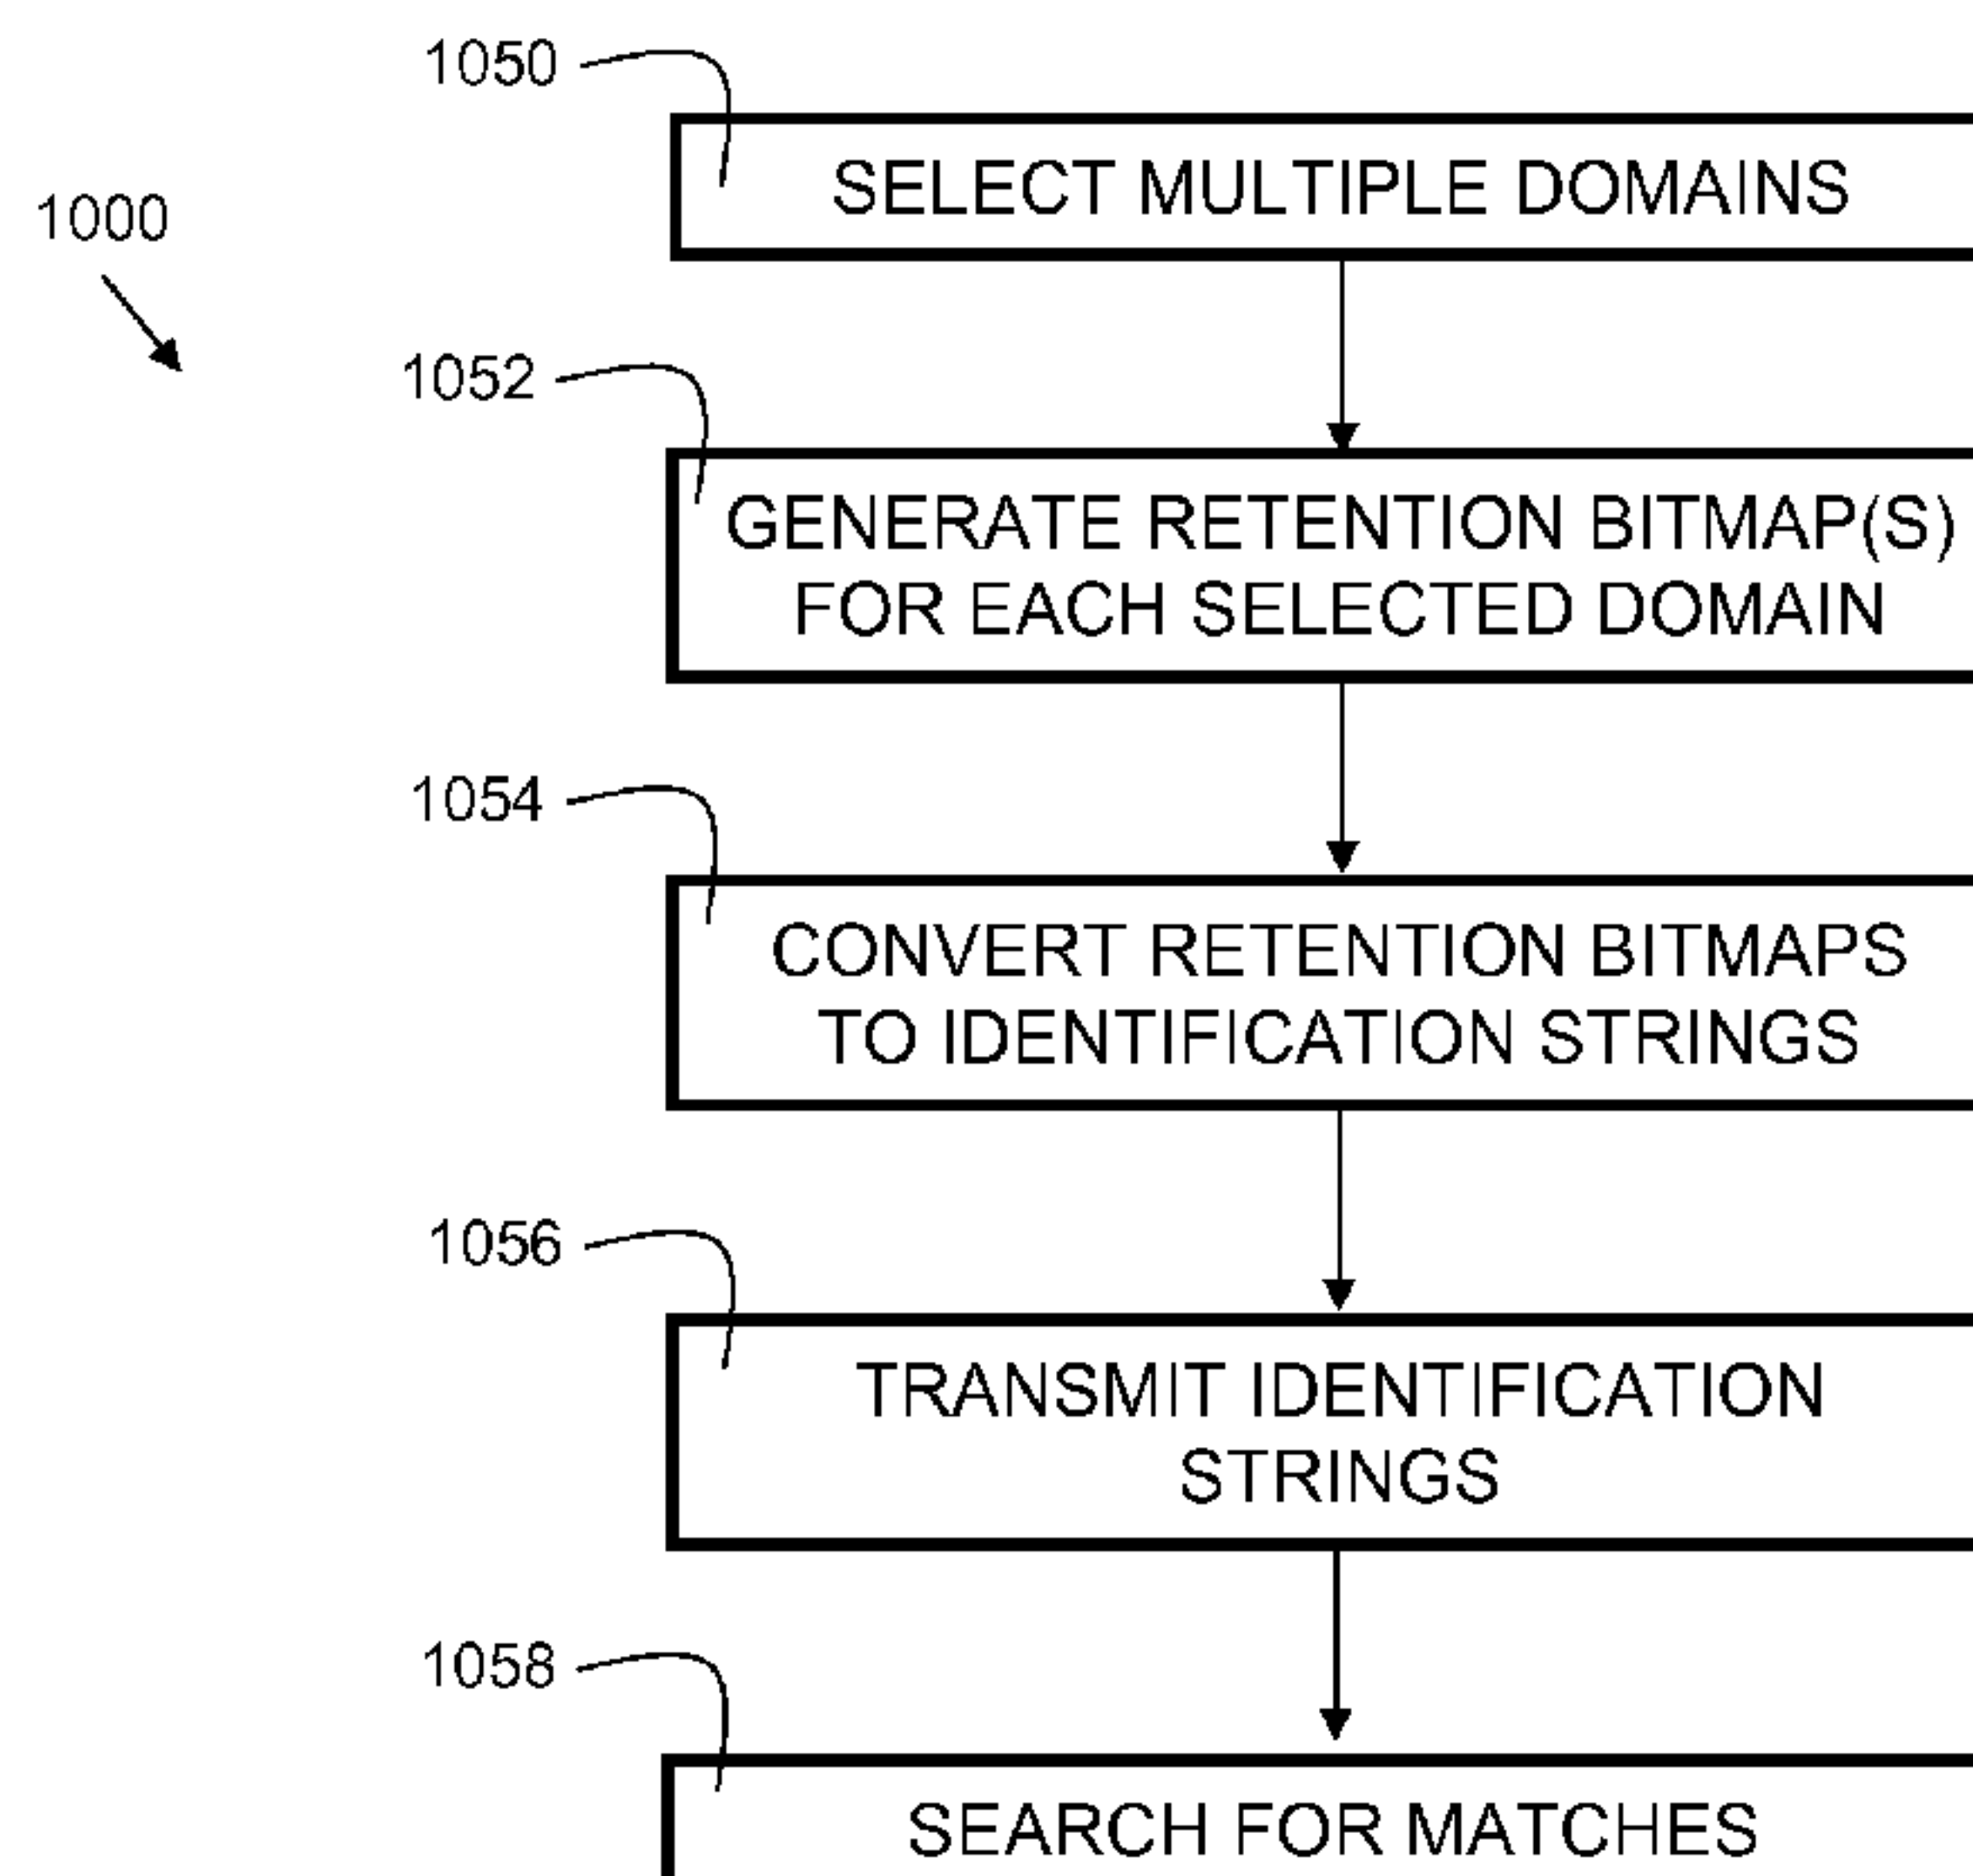 1050
SELECT MULTIPLE DOMAINS
1000
1052
GENERATE RETENTION BITMAP(S)
FOR EACH SELECTED DOMAIN
1054
CONVERT RETENTION BITMAPS
TO IDENTIFICATION STRINGS
1056
TRANSMIT IDENTIFICATION
STRINGS
1058
SEARCH FOR MATCHES